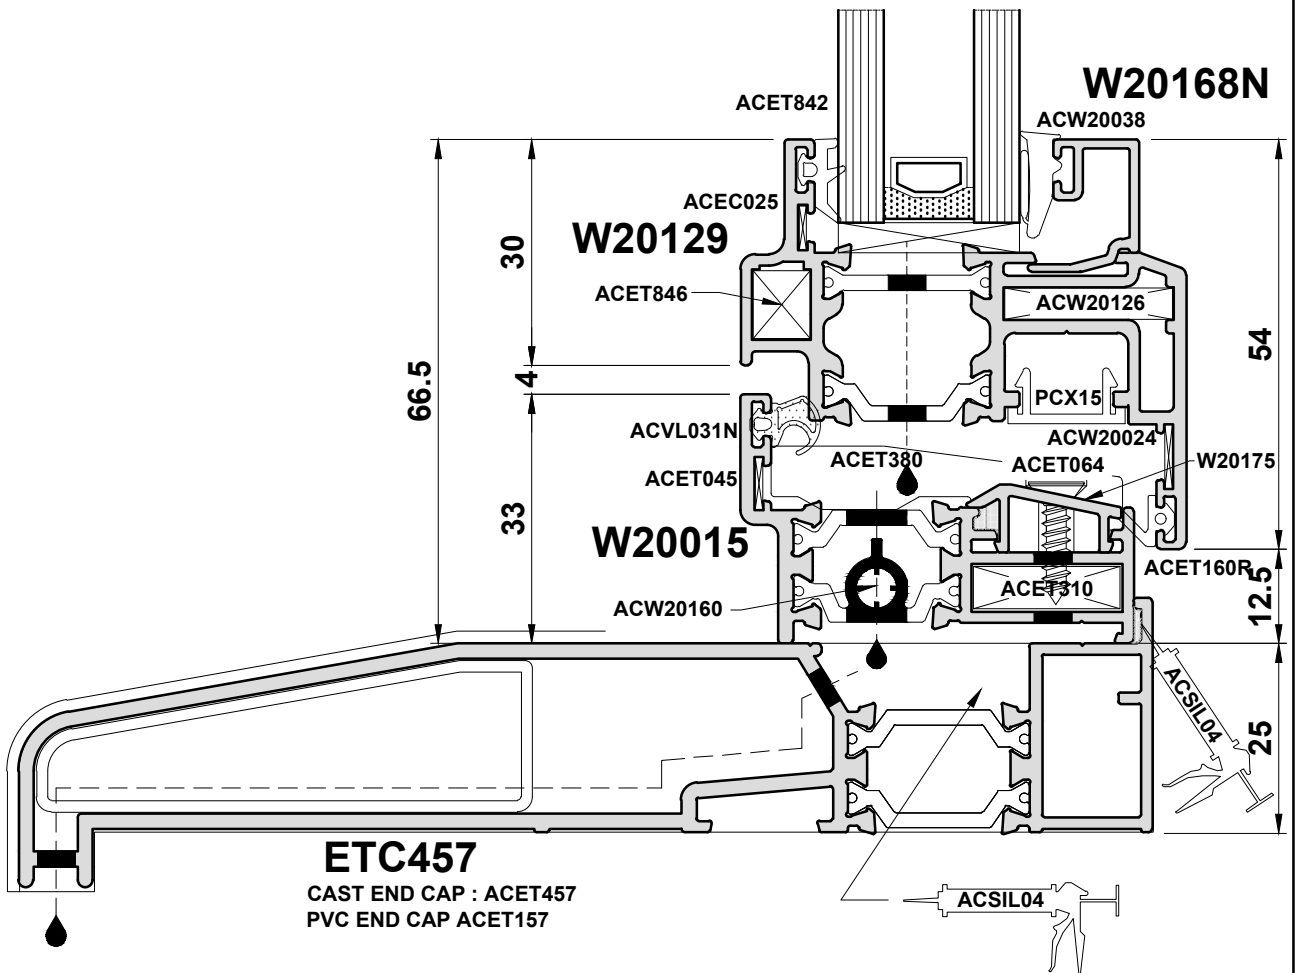 W20168N
ACET842
ACW20038
ACEC025
W20129
30
ACET846
ACW20126
54
66.5
4
PCX15
ACVL031N
ACW20024
ACET380
ACET064
W20175
ACET045
33
W20015
ACET160R
ACET310
12.5
ACW20160
ACSIL04
25
ETC457
CAST END CAP : ACET457
PVC END CAP ACET157
ACSIL04